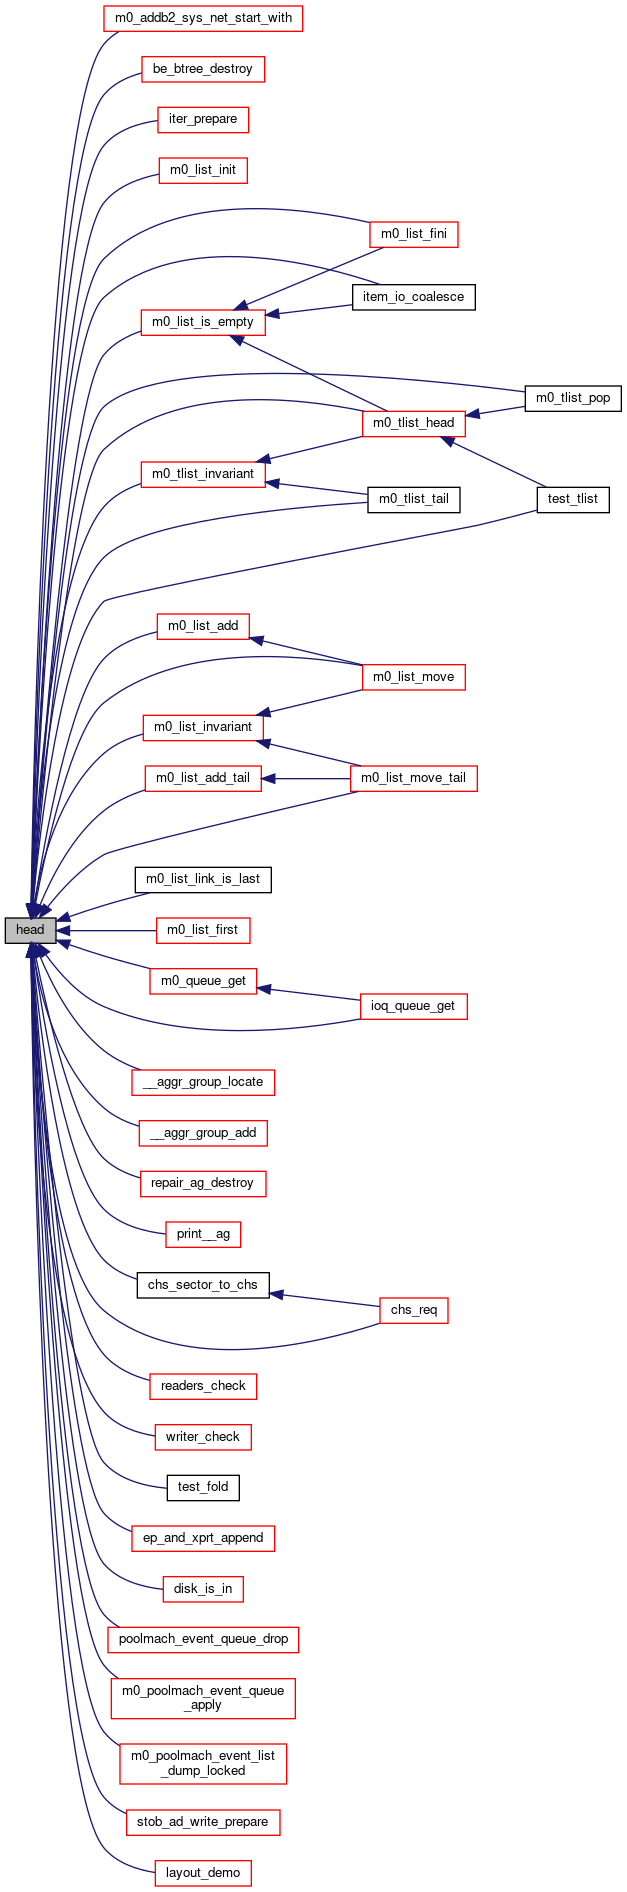 m0_addb2_sys_net_start_with
be_btree_destroy
iter_prepare
m0_list_init
m0_list_fini
item_io_coalesce
m0_list_is_empty
m0_tlist_pop
m0_tlist_head
m0_tlist_invariant
m0_tlist_tail
test_tlist
m0_list_add
m0_list_move
m0_list_invariant
m0_list_add_tail
m0_list_move_tail
m0_list_link_is_last
head
m0_list_first
m0_queue_get
ioq_queue_get
__aggr_group_locate
__aggr_group_add
repair_ag_destroy
print__ag
chs_sector_to_chs
chs_req
readers_check
writer_check
test_fold
ep_and_xprt_append
disk_is_in
poolmach_event_queue_drop
m0_poolmach_event_queue
_apply
m0_poolmach_event_list
_dump_locked
stob_ad_write_prepare
layout_demo